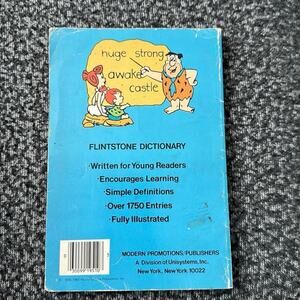 huge strong
awake
castle
FLINTSTONE DICTIONARY
·Written for Young Readers
·Encourages Learning
·Simple Definitions
·Over 1750 Entries
·Fully Illustrated
MODERN PROMOTIONS/PUBLISHERS
A Division of Unisystems, Inc.
New York, New York 10022